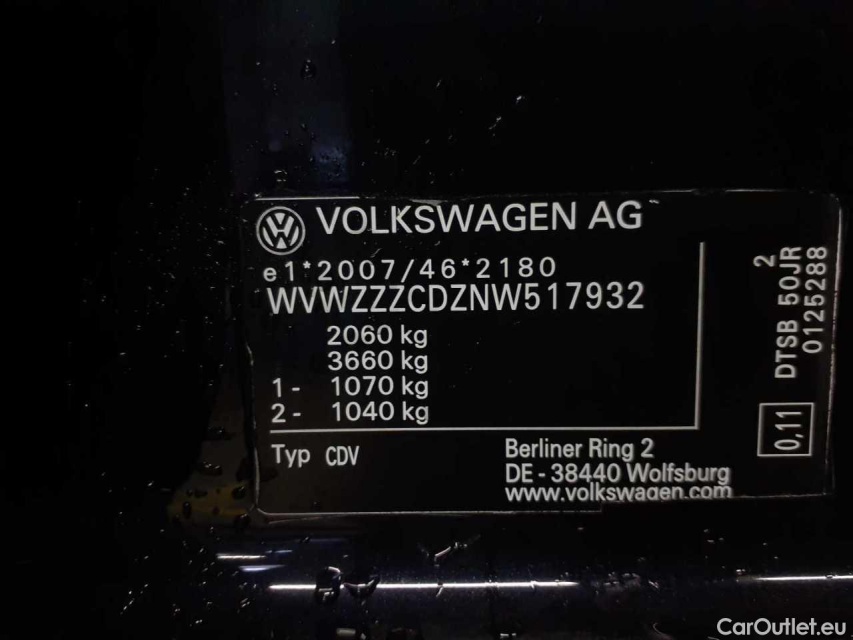 VOLKSWAGEN AG
e1*2007/46*2180
WVWZZZCDZNW517932
2060 kg
3660 kg
1- 1070 kg
2- 1040 kg
Typ CDV
Berliner Ring 2
DE - 38440 Wolfsburg
www.volkswagen.com
2
DTSB 50JR
0125288
0,11
CarOutlet.eu